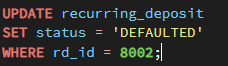 UPDATE recurring_deposit
SET status = 'DEFAULTED'
WHERE rd_id = 8002;